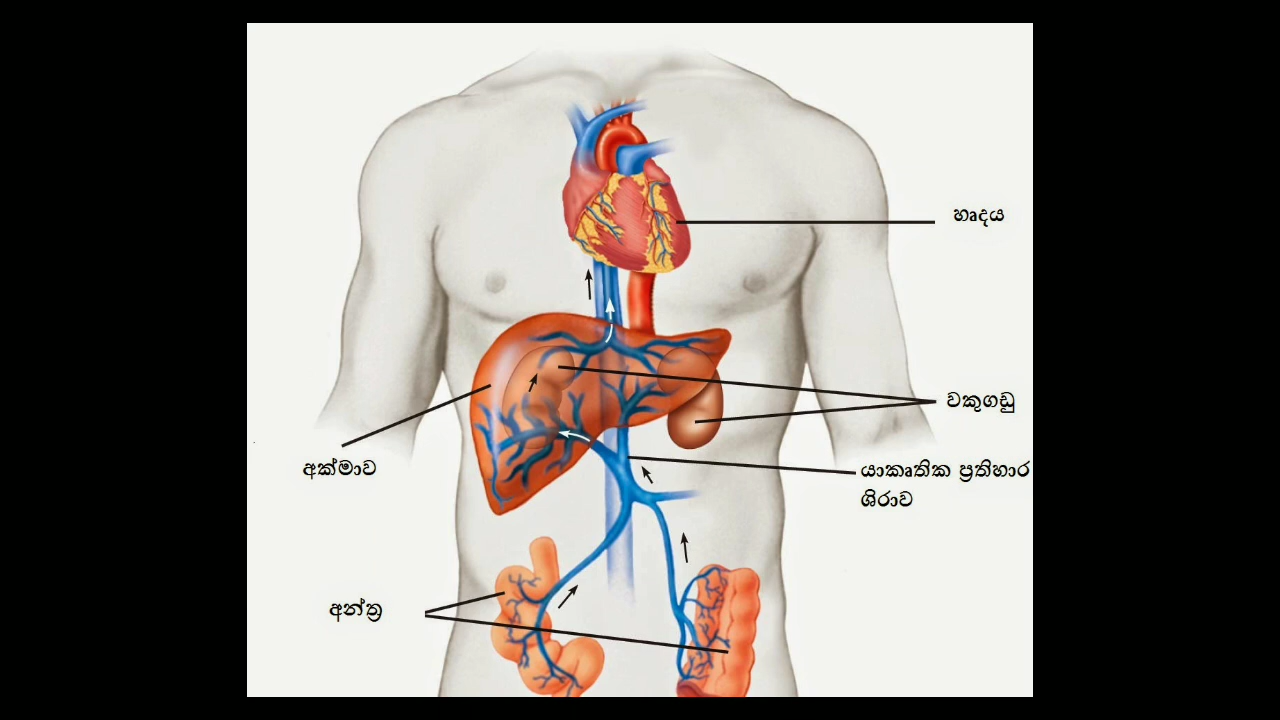 හෘදය
වකුගඩු
අක්මාව
යාකෘතික ප්‍රතිහාර
ශිරාව
අන්ත්‍ර